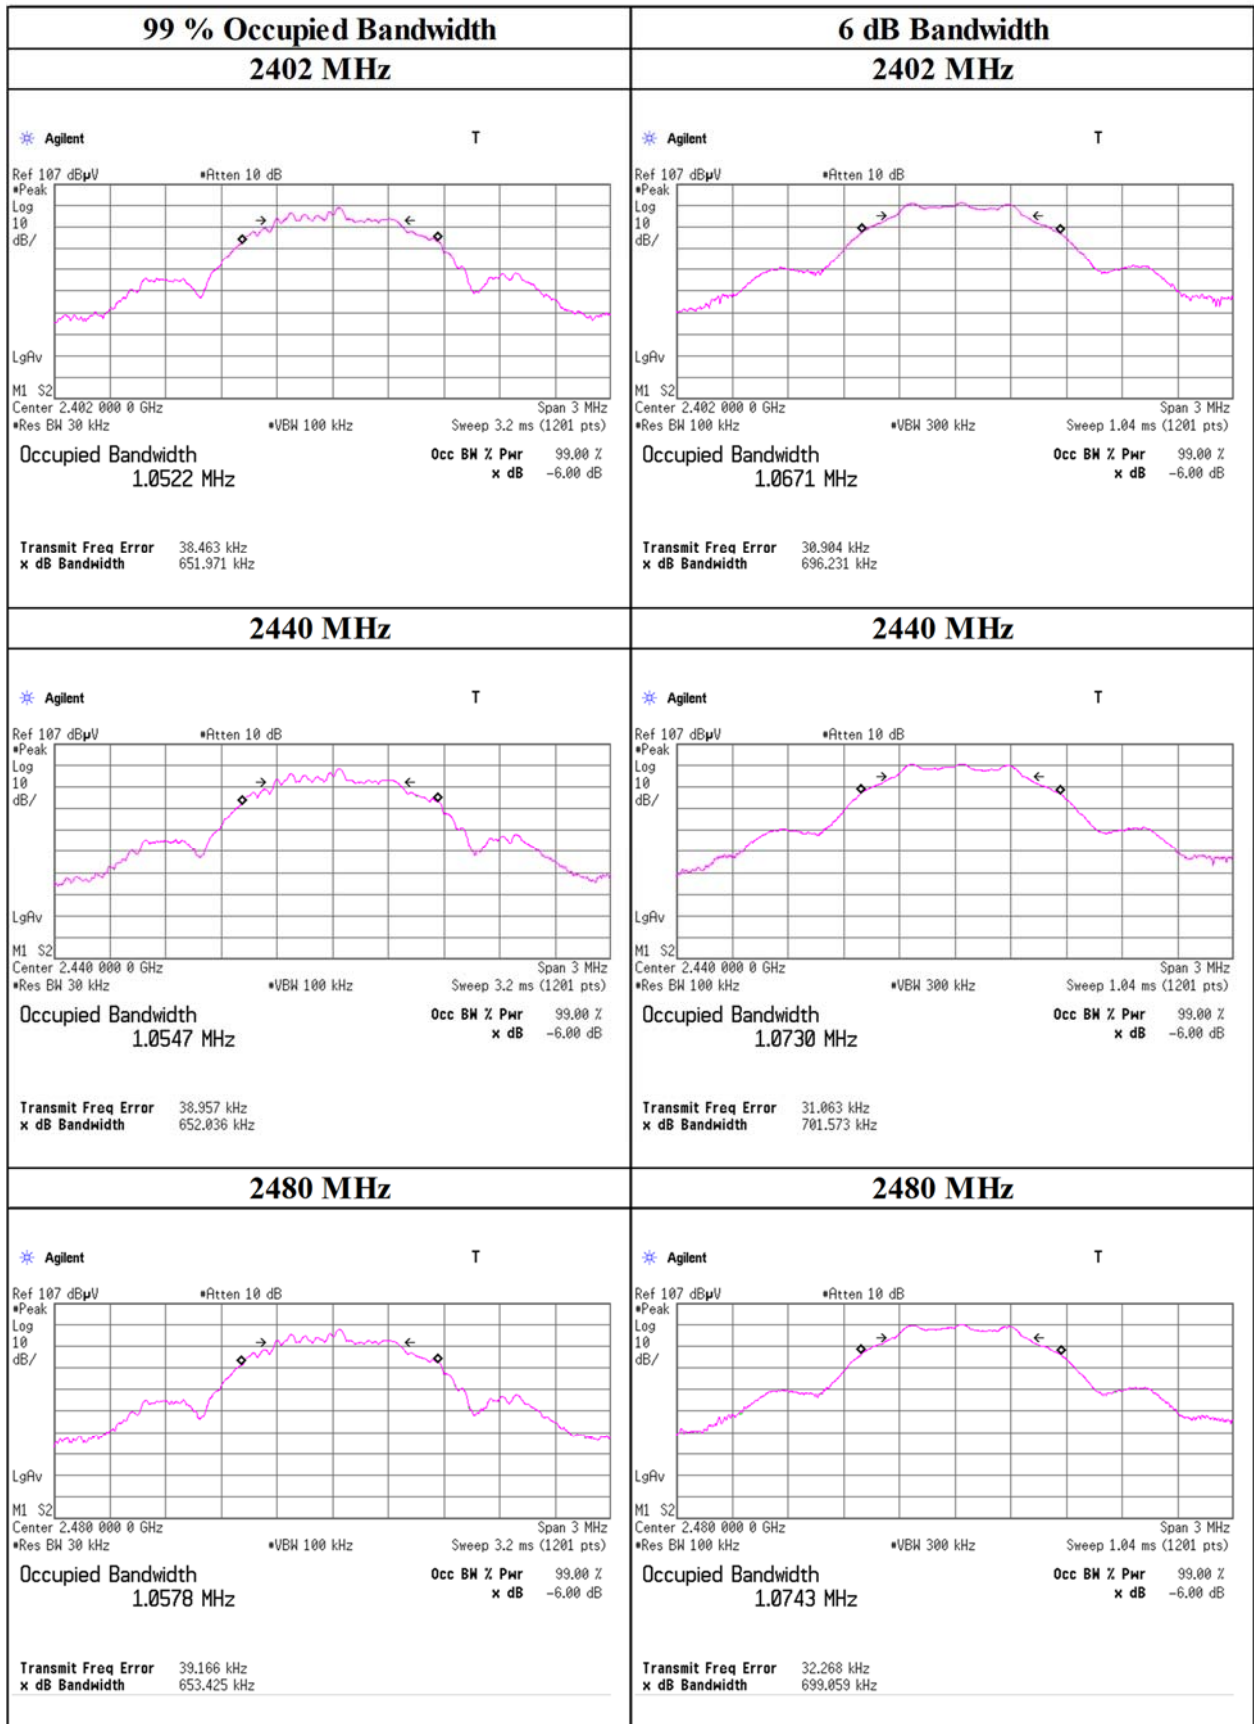 99 % Occupied Bandwidth
6 dB Bandwidth
2402 MHz
2402 MHz
Agilent T
Ref 107 dBµV #Atten 10 dB
#Peak
Log
10
dB/
LgAv
M1 S2
Center 2.402 000 0 GHz Span 3 MHz
#Res BW 30 kHz #VBW 100 kHz Sweep 3.2 ms (1201 pts)
Occupied Bandwidth Occ BW % Pwr 99.00 %
1.0522 MHz x dB -6.00 dB
Transmit Freq Error 38.463 kHz
x dB Bandwidth 651.971 kHz
Agilent T
Ref 107 dBµV #Atten 10 dB
#Peak
Log
10
dB/
LgAv
M1 S2
Center 2.402 000 0 GHz Span 3 MHz
#Res BW 100 kHz #VBW 300 kHz Sweep 1.04 ms (1201 pts)
Occupied Bandwidth Occ BW % Pwr 99.00 %
1.0671 MHz x dB -6.00 dB
Transmit Freq Error 30.904 kHz
x dB Bandwidth 696.231 kHz
2440 MHz
2440 MHz
Agilent T
Ref 107 dBµV #Atten 10 dB
#Peak
Log
10
dB/
LgAv
M1 S2
Center 2.440 000 0 GHz Span 3 MHz
#Res BW 30 kHz #VBW 100 kHz Sweep 3.2 ms (1201 pts)
Occupied Bandwidth Occ BW % Pwr 99.00 %
1.0547 MHz x dB -6.00 dB
Transmit Freq Error 38.957 kHz
x dB Bandwidth 652.036 kHz
Agilent T
Ref 107 dBµV #Atten 10 dB
#Peak
Log
10
dB/
LgAv
M1 S2
Center 2.440 000 0 GHz Span 3 MHz
#Res BW 100 kHz #VBW 300 kHz Sweep 1.04 ms (1201 pts)
Occupied Bandwidth Occ BW % Pwr 99.00 %
1.0730 MHz x dB -6.00 dB
Transmit Freq Error 31.063 kHz
x dB Bandwidth 701.573 kHz
2480 MHz
2480 MHz
Agilent T
Ref 107 dBµV #Atten 10 dB
#Peak
Log
10
dB/
LgAv
M1 S2
Center 2.480 000 0 GHz Span 3 MHz
#Res BW 30 kHz #VBW 100 kHz Sweep 3.2 ms (1201 pts)
Occupied Bandwidth Occ BW % Pwr 99.00 %
1.0578 MHz x dB -6.00 dB
Transmit Freq Error 39.166 kHz
x dB Bandwidth 653.425 kHz
Agilent T
Ref 107 dBµV #Atten 10 dB
#Peak
Log
10
dB/
LgAv
M1 S2
Center 2.480 000 0 GHz Span 3 MHz
#Res BW 100 kHz #VBW 300 kHz Sweep 1.04 ms (1201 pts)
Occupied Bandwidth Occ BW % Pwr 99.00 %
1.0743 MHz x dB -6.00 dB
Transmit Freq Error 32.268 kHz
x dB Bandwidth 699.059 kHz